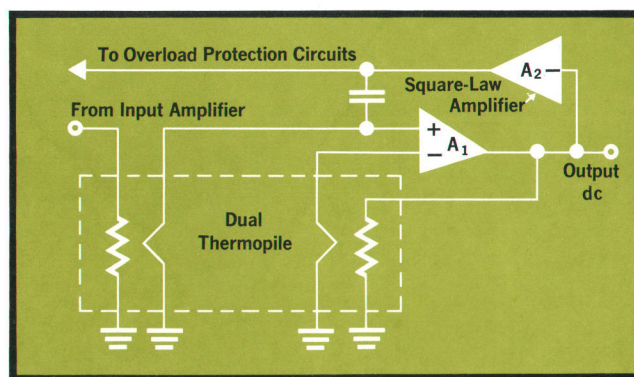 To Overload Protection Circuits
A2 −
Square-Law
Amplifier
From Input Amplifier
+
−
A1
Output
dc
Dual
Thermopile